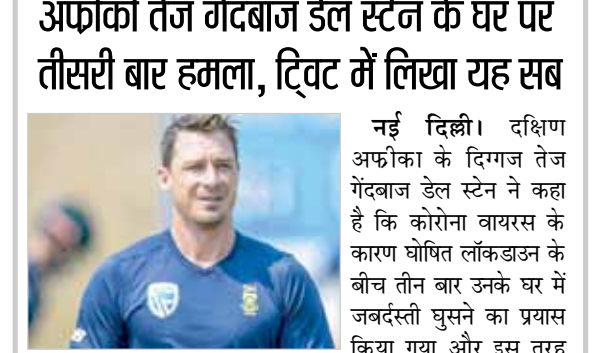 अफ्रीकी तेज गेंदबाज डेल स्टेन के घर पर
तीसरी बार हमला, ट्विट में लिखा यह सब
नई दिल्ली। दक्षिण
अफ्रीका के दिग्गज तेज
गेंदबाज डेल स्टेन ने कहा
है कि कोरोना वायरस के
कारण घोषित लॉकडाउन के
बीच तीन बार उनके घर में
जबर्दस्ती घुसने का प्रयास
किया गया और इस तरह